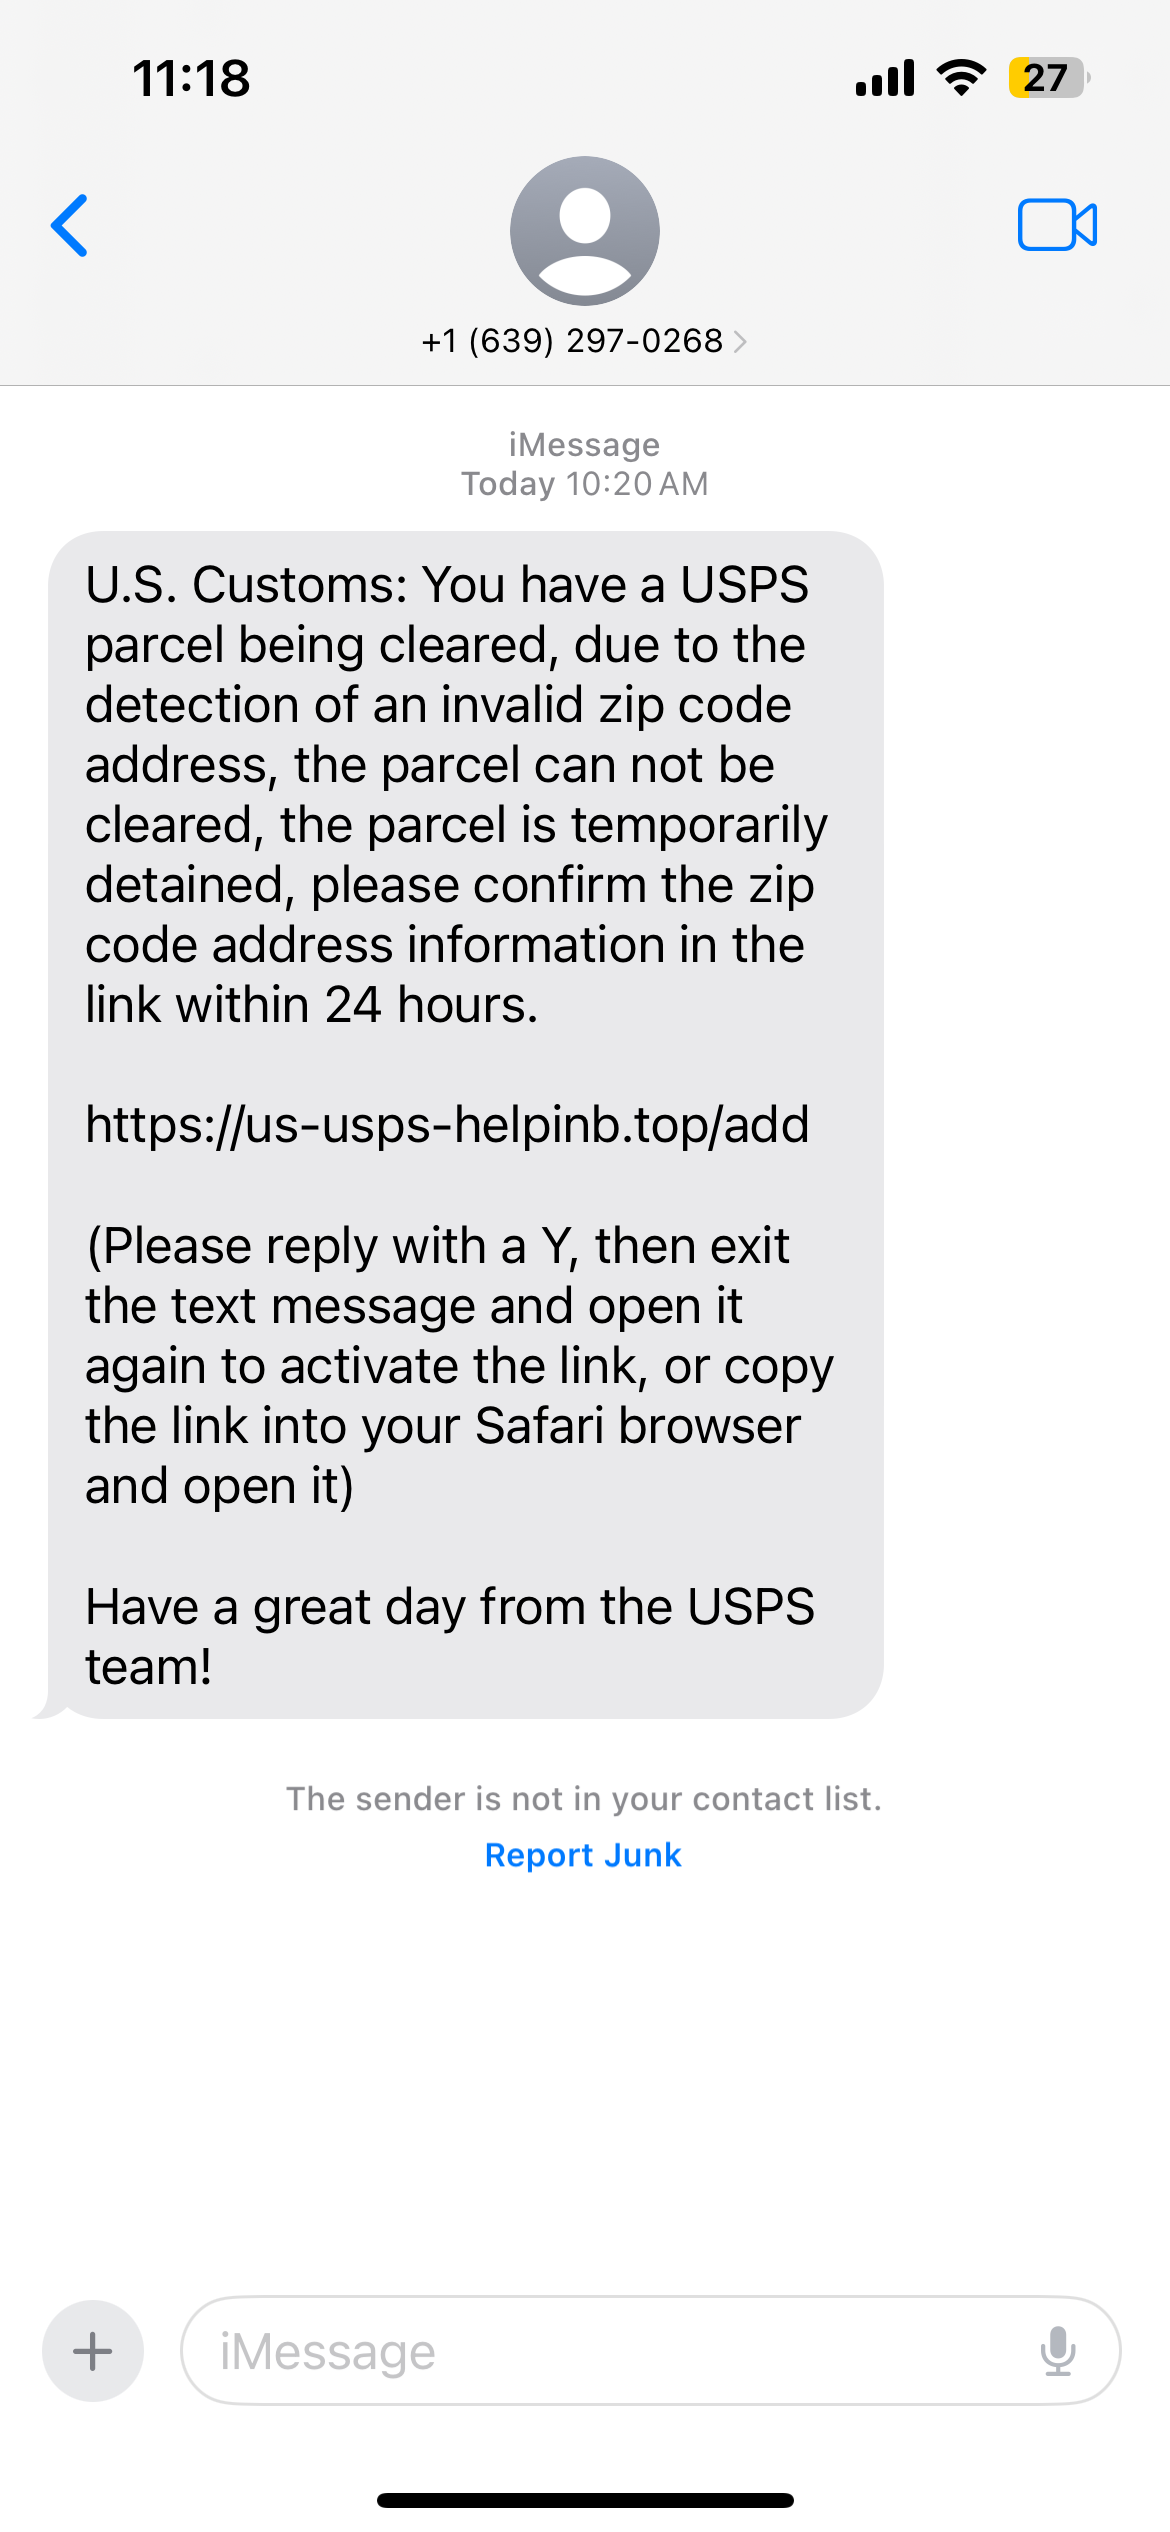 11:18
27
+1 (639) 297-0268
iMessage
Today 10:20 AM
U.S. Customs: You have a USPS
parcel being cleared, due to the
detection of an invalid zip code
address, the parcel can not be
cleared, the parcel is temporarily
detained, please confirm the zip
code address information in the
link within 24 hours.
https://us-usps-helpinb.top/add
(Please reply with a Y, then exit
the text message and open it
again to activate the link, or copy
the link into your Safari browser
and open it)
Have a great day from the USPS
team!
The sender is not in your contact list.
Report Junk
iMessage